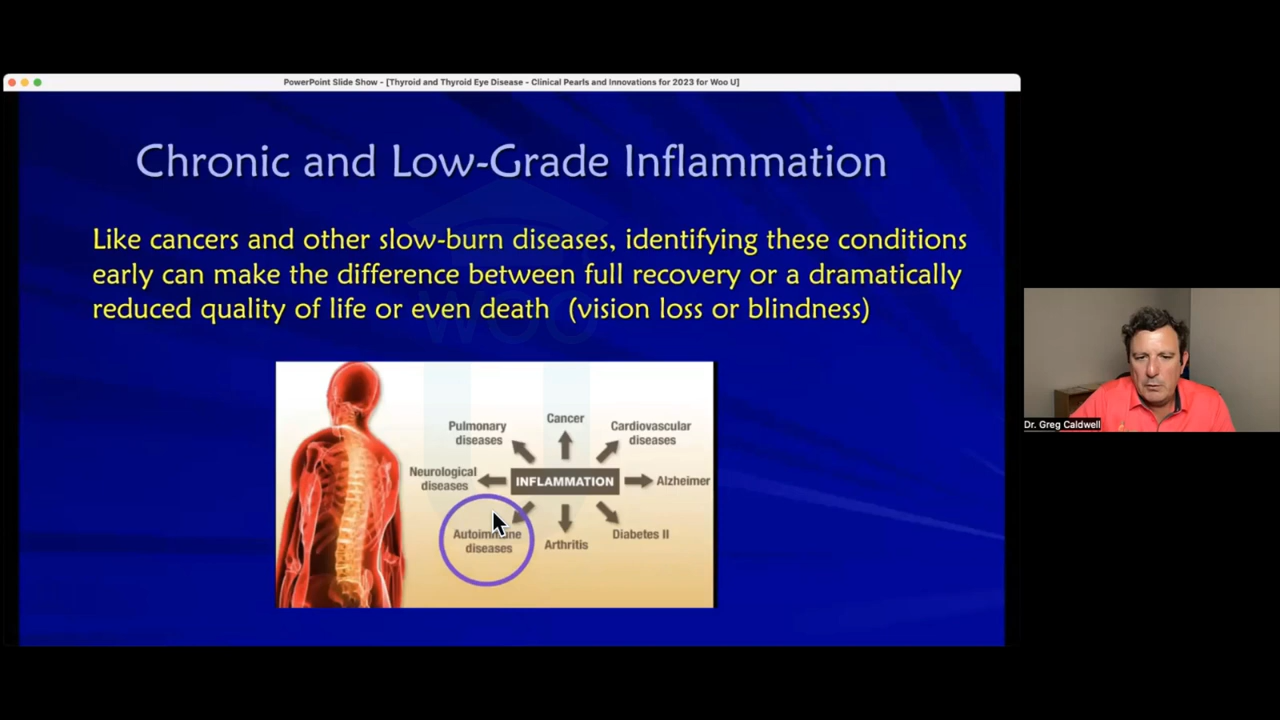 PowerPoint Slide Show - [Thyroid and Thyroid Eye Disease - Clinical Pearls and Innovations for 2023 for Woo U]
Chronic and Low-Grade Inflammation
Like cancers and other slow-burn diseases, identifying these conditions
early can make the difference between full recovery or a dramatically
reduced quality of life or even death (vision loss or blindness)
WOO
Pulmonary
diseases
Cancer
Cardiovascular
diseases
Neurological
diseases
INFLAMMATION
Alzheimer
Autoimmune
diseases
Arthritis
Diabetes II
Dr. Greg Caldwell